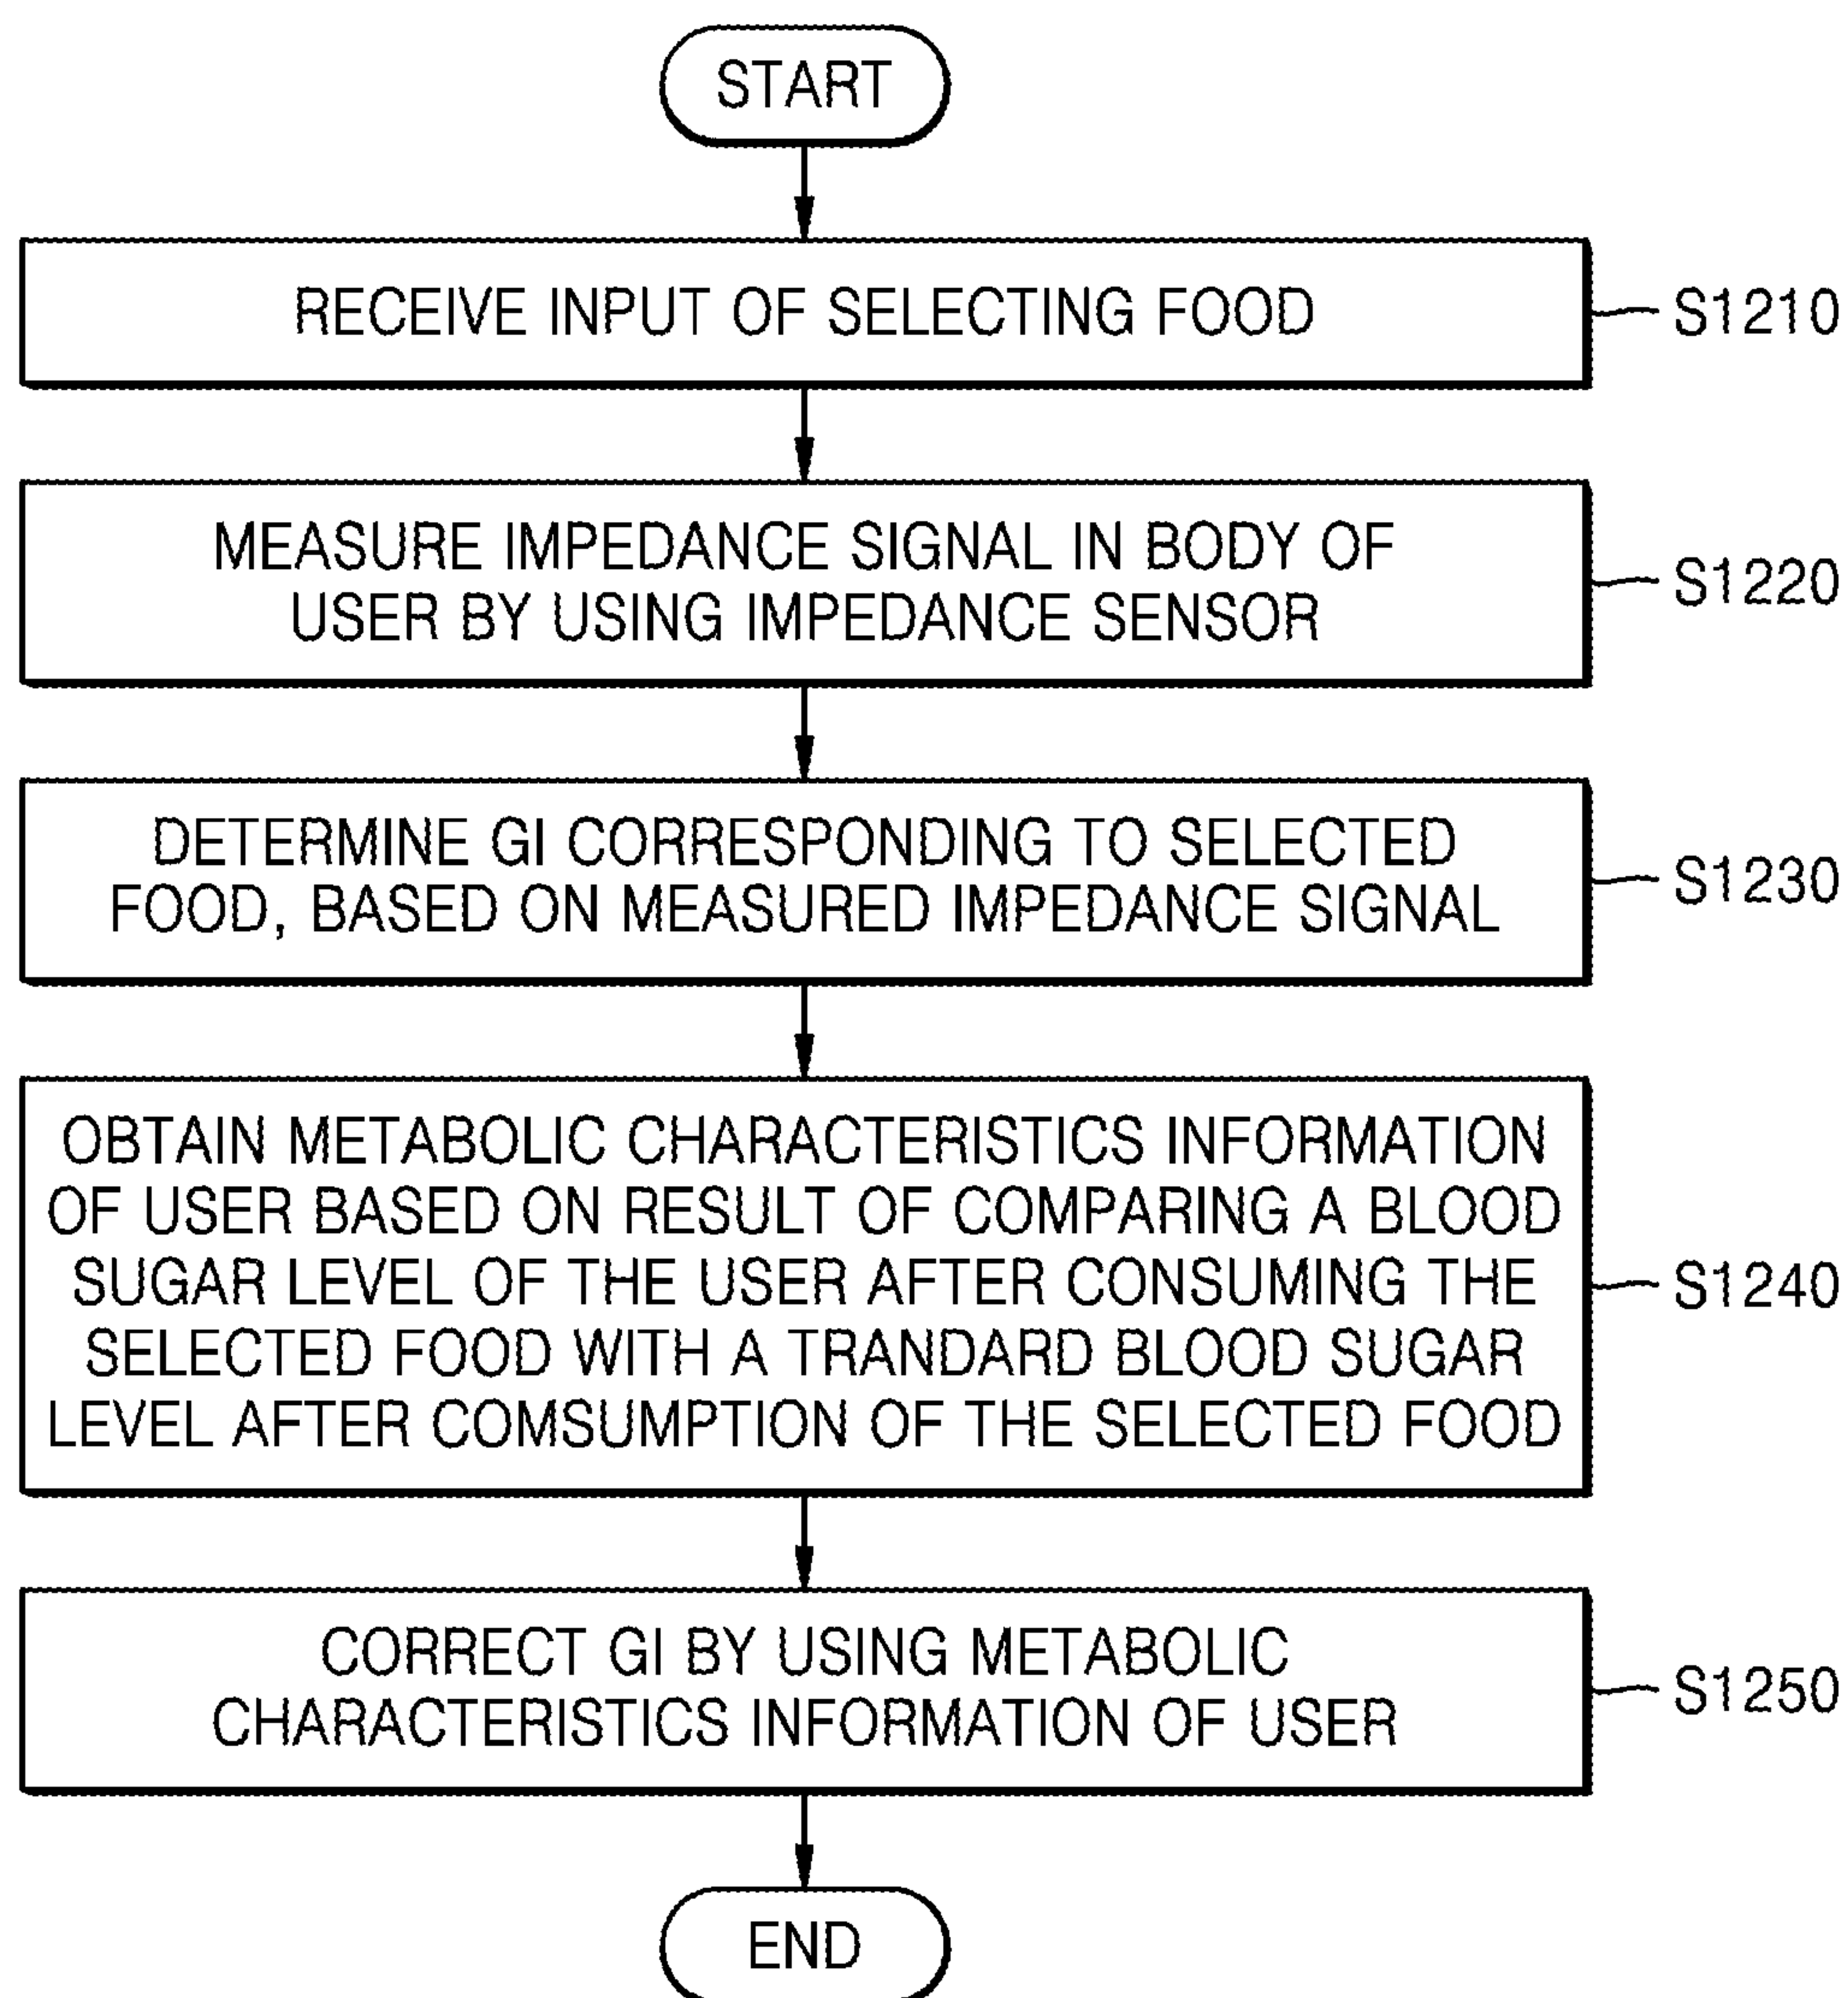 START
RECEIVE INPUT OF SELECTING FOOD
S1210
MEASURE IMPEDANCE SIGNAL IN BODY OF
USER BY USING IMPEDANCE SENSOR
S1220
DETERMINE GI CORRESPONDING TO SELECTED
FOOD, BASED ON MEASURED IMPEDANCE SIGNAL
S1230
OBTAIN METABOLIC CHARACTERISTICS INFORMATION
OF USER BASED ON RESULT OF COMPARING A BLOOD
SUGAR LEVEL OF THE USER AFTER CONSUMING THE
SELECTED FOOD WITH A TRANDARD BLOOD SUGAR
LEVEL AFTER COMSUMPTION OF THE SELECTED FOOD
S1240
CORRECT GI BY USING METABOLIC
CHARACTERISTICS INFORMATION OF USER
S1250
END